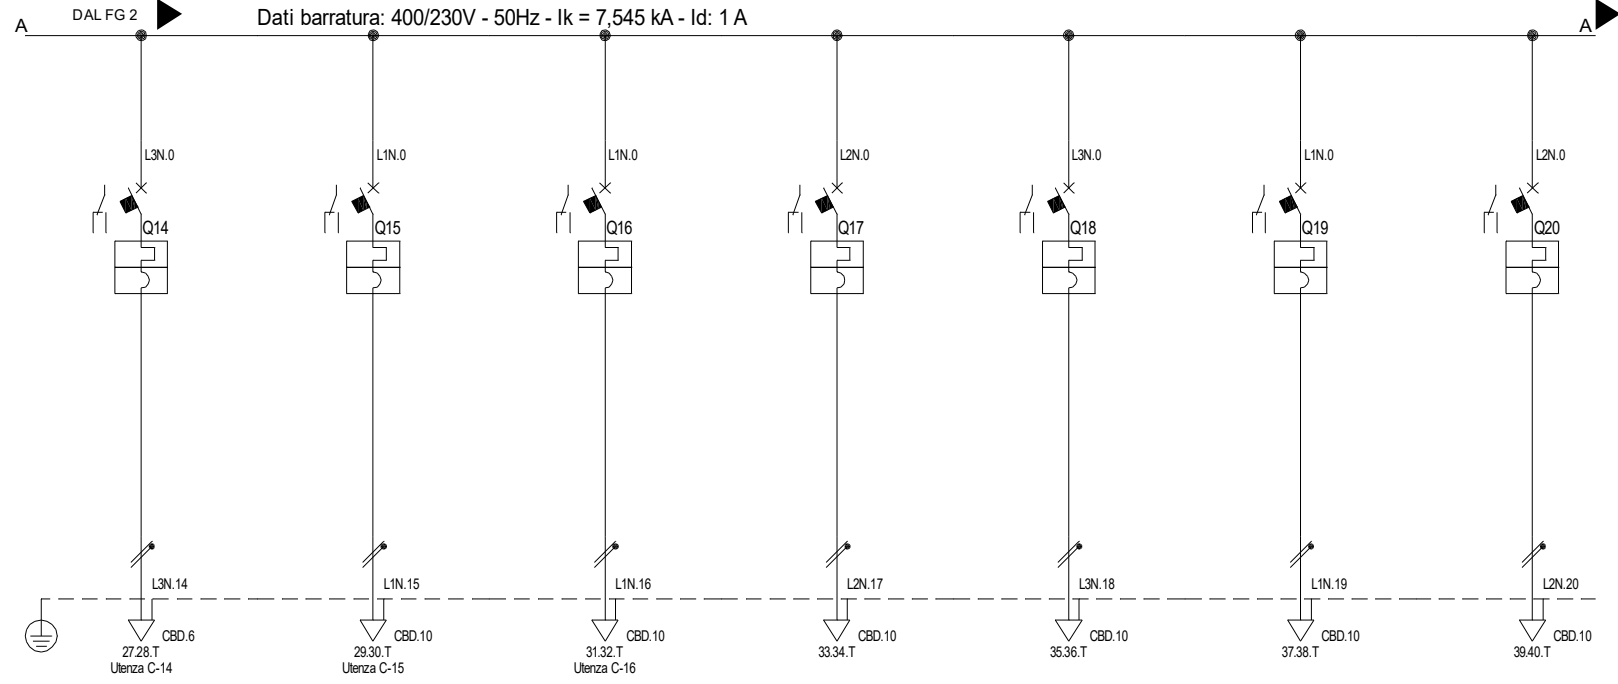 DAL FG 2
Dati barratura: 400/230V - 50Hz - Ik = 7,545 kA - Id: 1 A
A
A
L3N.0
L1N.0
L1N.0
L2N.0
L3N.0
L1N.0
L2N.0
Q14
Q15
Q16
Q17
Q18
Q19
Q20
L3N.14
L1N.15
L1N.16
L2N.17
L3N.18
L1N.19
L2N.20
CBD.6
CBD.10
CBD.10
CBD.10
CBD.10
CBD.10
CBD.10
27.28.T
29.30.T
31.32.T
33.34.T
35.36.T
37.38.T
39.40.T
Utenza C-14
Utenza C-15
Utenza C-16